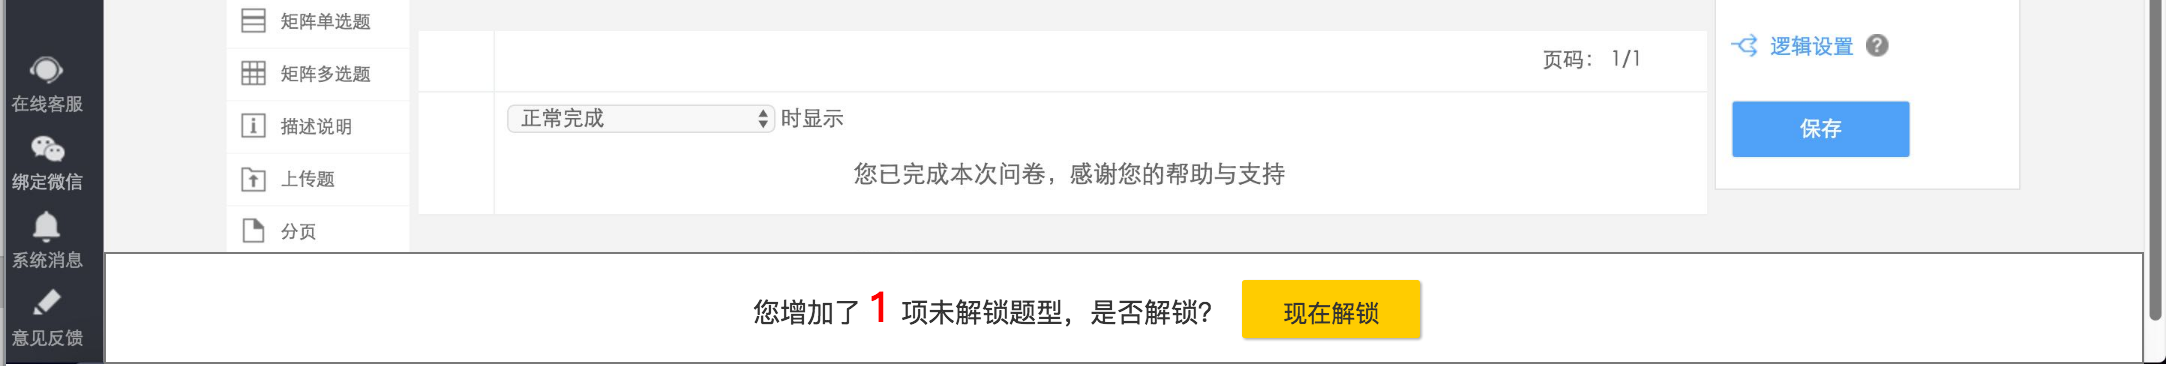 在线客服
绑定微信
系统消息
意见反馈
矩阵单选题
矩阵多选题
描述说明
上传题
分页
页码： 1/1
正常完成 时显示
您已完成本次问卷，感谢您的帮助与支持
逻辑设置 ?
保存
您增加了 1 项未解锁题型，是否解锁？ 现在解锁